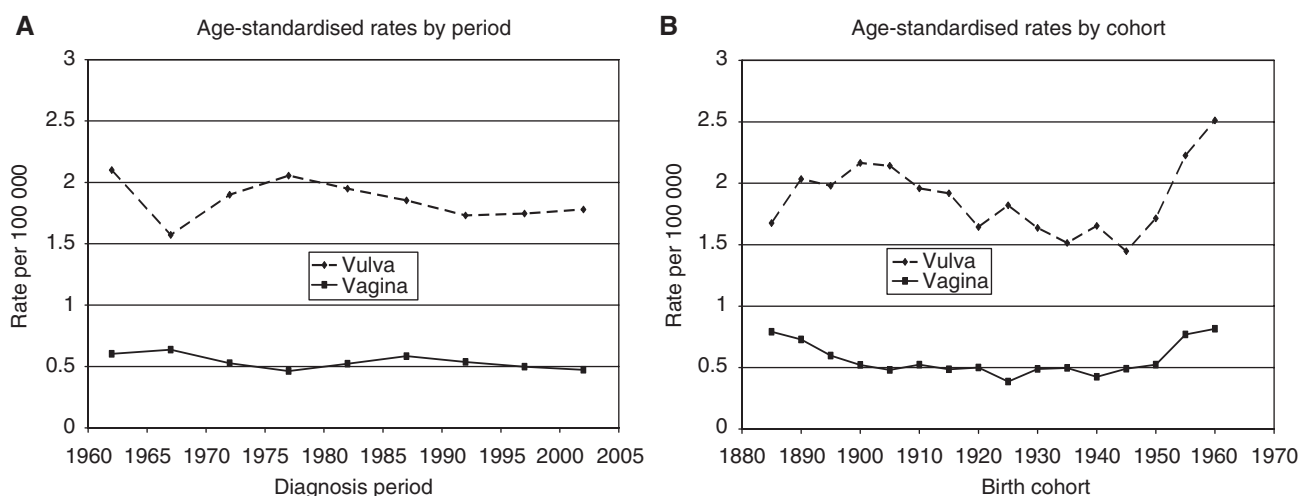 A
Age-standardised rates by period
3
2.5
2
1.5
1
0.5
0
Rate per 100 000
Vulva
Vagina
1960 1965 1970 1975 1980 1985 1990 1995 2000 2005
Diagnosis period
B
Age-standardised rates by cohort
3
2.5
2
1.5
1
0.5
0
Rate per 100 000
Vulva
Vagina
1880 1890 1900 1910 1920 1930 1940 1950 1960 1970
Birth cohort